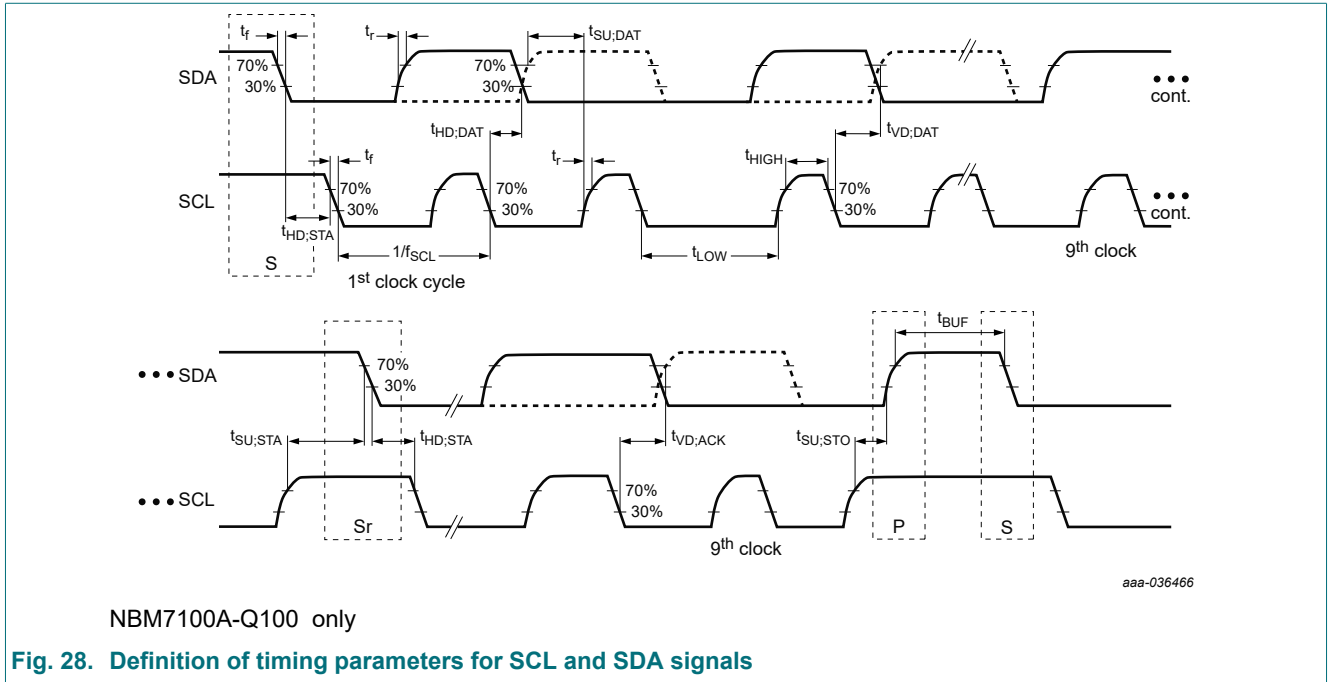 tf
tr
tSU;DAT
SDA
70%
30%
70%
30%
cont.
tHD;DAT
tVD;DAT
tf
tr
tHIGH
SCL
70%
30%
70%
30%
70%
30%
cont.
tHD;STA
1/fSCL
tLOW
9th clock
S
1st clock cycle
tBUF
••• SDA
70%
30%
tSU;STA
tHD;STA
tVD;ACK
tSU;STO
••• SCL
70%
30%
Sr
9th clock
P
S
aaa-036466
NBM7100A-Q100 only
Fig. 28. Definition of timing parameters for SCL and SDA signals